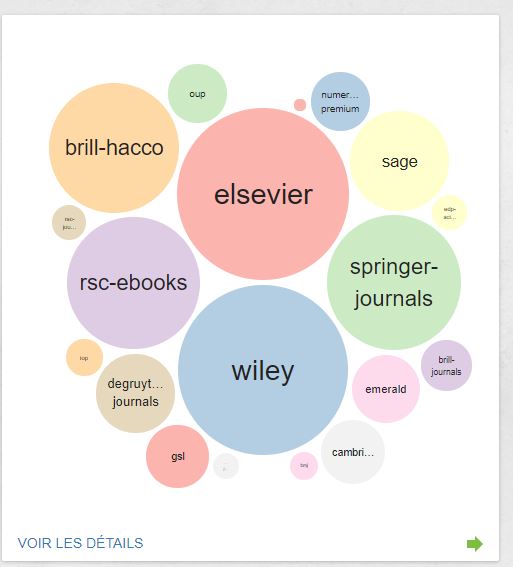 oup
numer...
premium
brill-hacco
sage
elsevier
edp-
aci...
rsc-
jou...
springer-
journals
rsc-ebooks
iop
wiley
brill-
journals
degruyt...
journals
emerald
gsl
cambri...
bmj
VOIR LES DÉTAILS